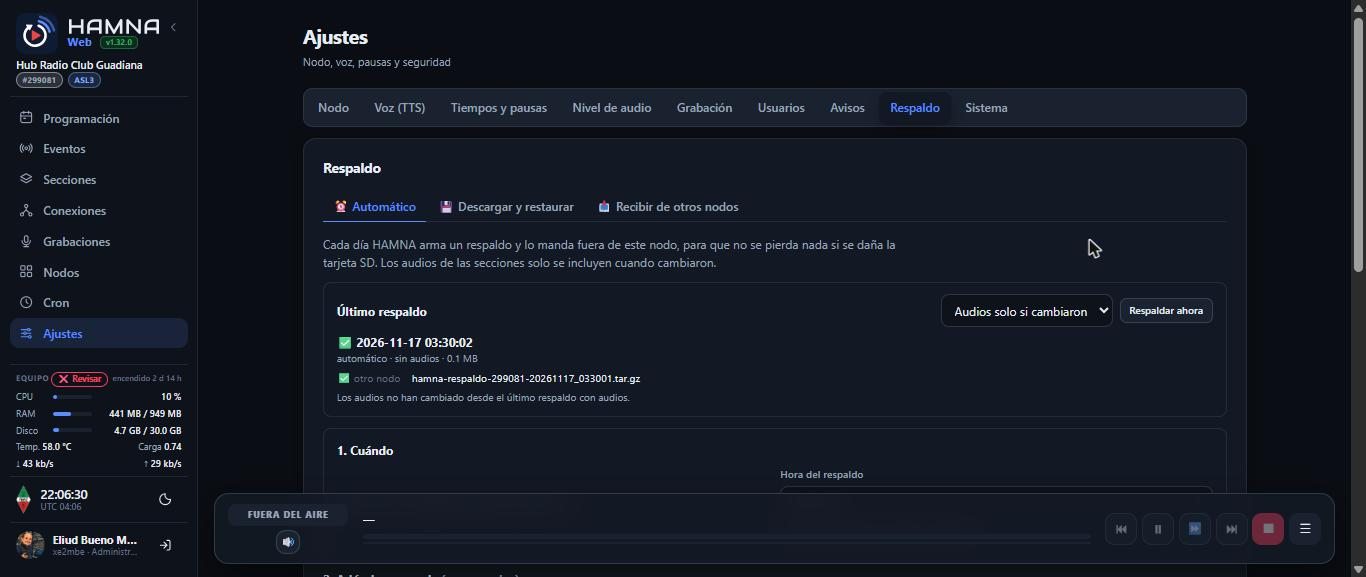 HAMNA
Web v1.32.0
Hub Radio Club Guadiana
#299081 ASL3
Programación
Eventos
Secciones
Conexiones
Grabaciones
Nodos
Cron
Ajustes
EQUIPO Revisar encendido 2 d 14 h
CPU 10 %
RAM 441 MB / 949 MB
Disco 4.7 GB / 30.0 GB
Temp. 58.0 °C Carga 0.74
↓ 43 kb/s ↑ 29 kb/s
22:06:30
UTC 04:06
Eliud Bueno M...
xe2mbe · Administr...
Ajustes
Nodo, voz, pausas y seguridad
Nodo Voz (TTS) Tiempos y pausas Nivel de audio Grabación Usuarios Avisos Respaldo Sistema
Respaldo
Automático Descargar y restaurar Recibir de otros nodos
Cada día HAMNA arma un respaldo y lo manda fuera de este nodo, para que no se pierda nada si se daña la
tarjeta SD. Los audios de las secciones solo se incluyen cuando cambiaron.
Último respaldo Audios solo si cambiaron Respaldar ahora
2026-11-17 03:30:02
automático · sin audios · 0.1 MB
otro nodo hamna-respaldo-299081-20261117_033001.tar.gz
Los audios no han cambiado desde el último respaldo con audios.
1. Cuándo
Hora del respaldo
FUERA DEL AIRE —